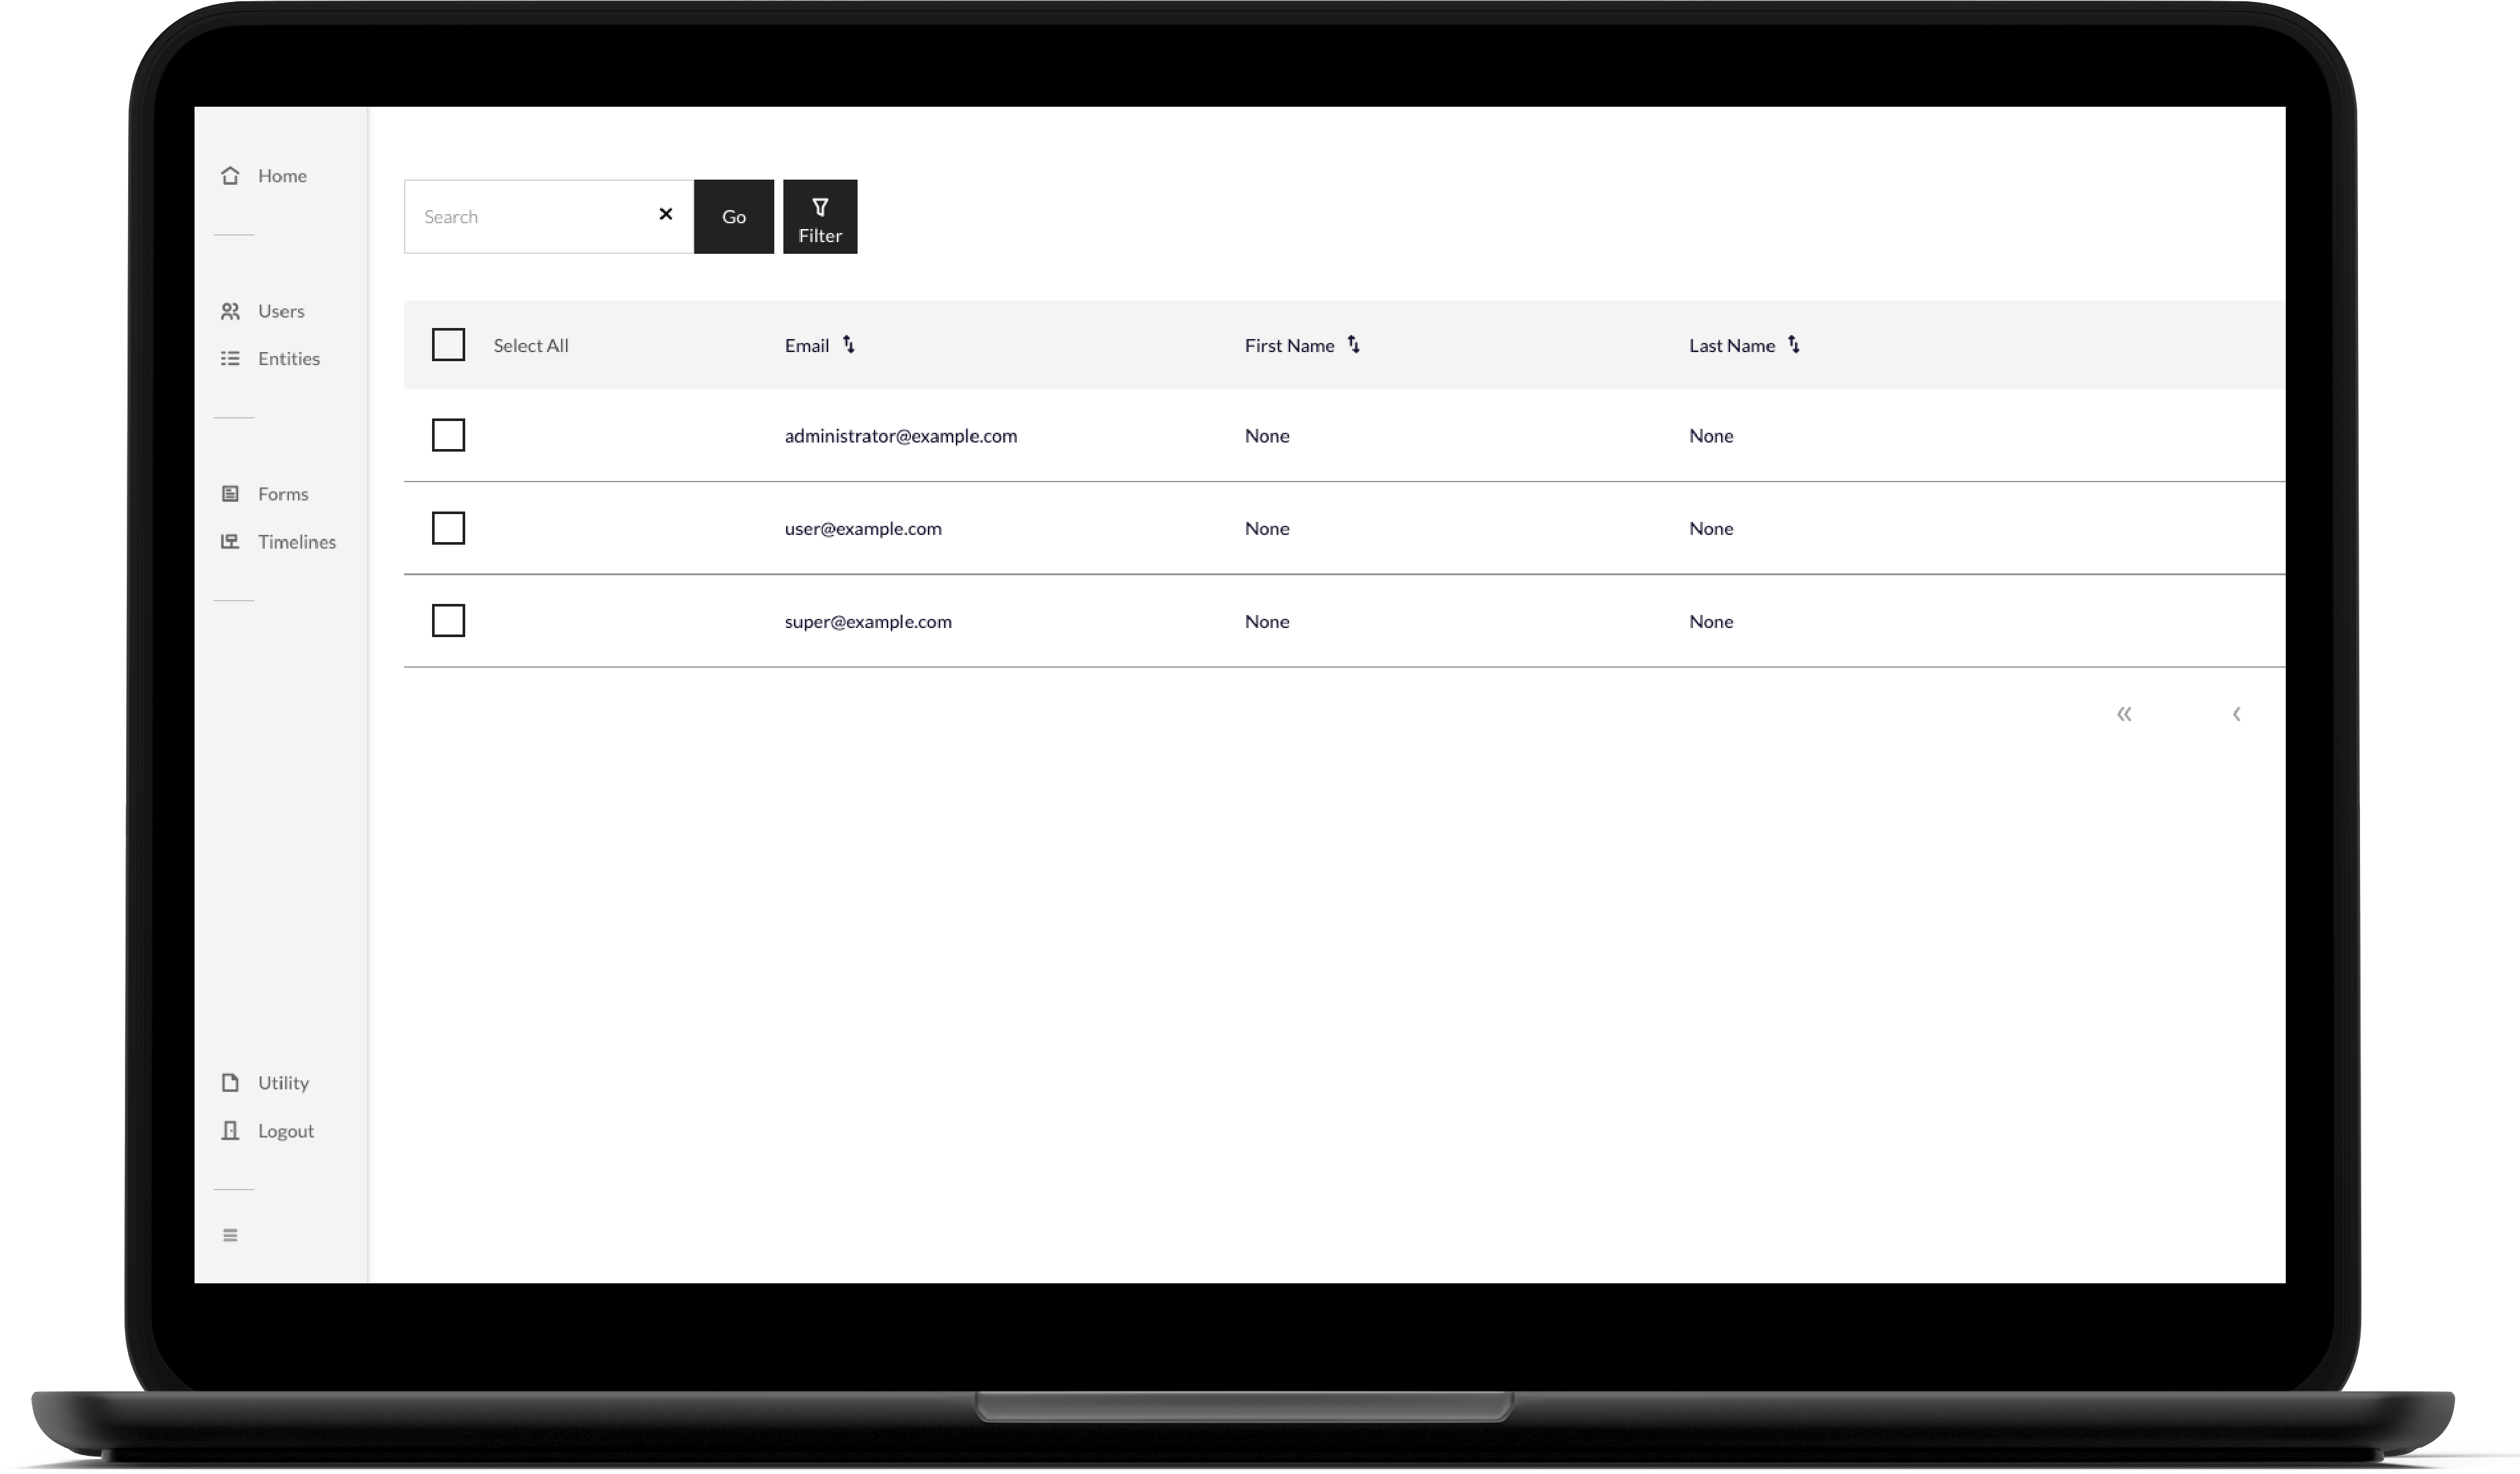 Home
Users
Entities
Forms
Timelines
Utility
Logout
Search
Go
Filter
Select All Email First Name Last Name
administrator@example.com None None
user@example.com None None
super@example.com None None